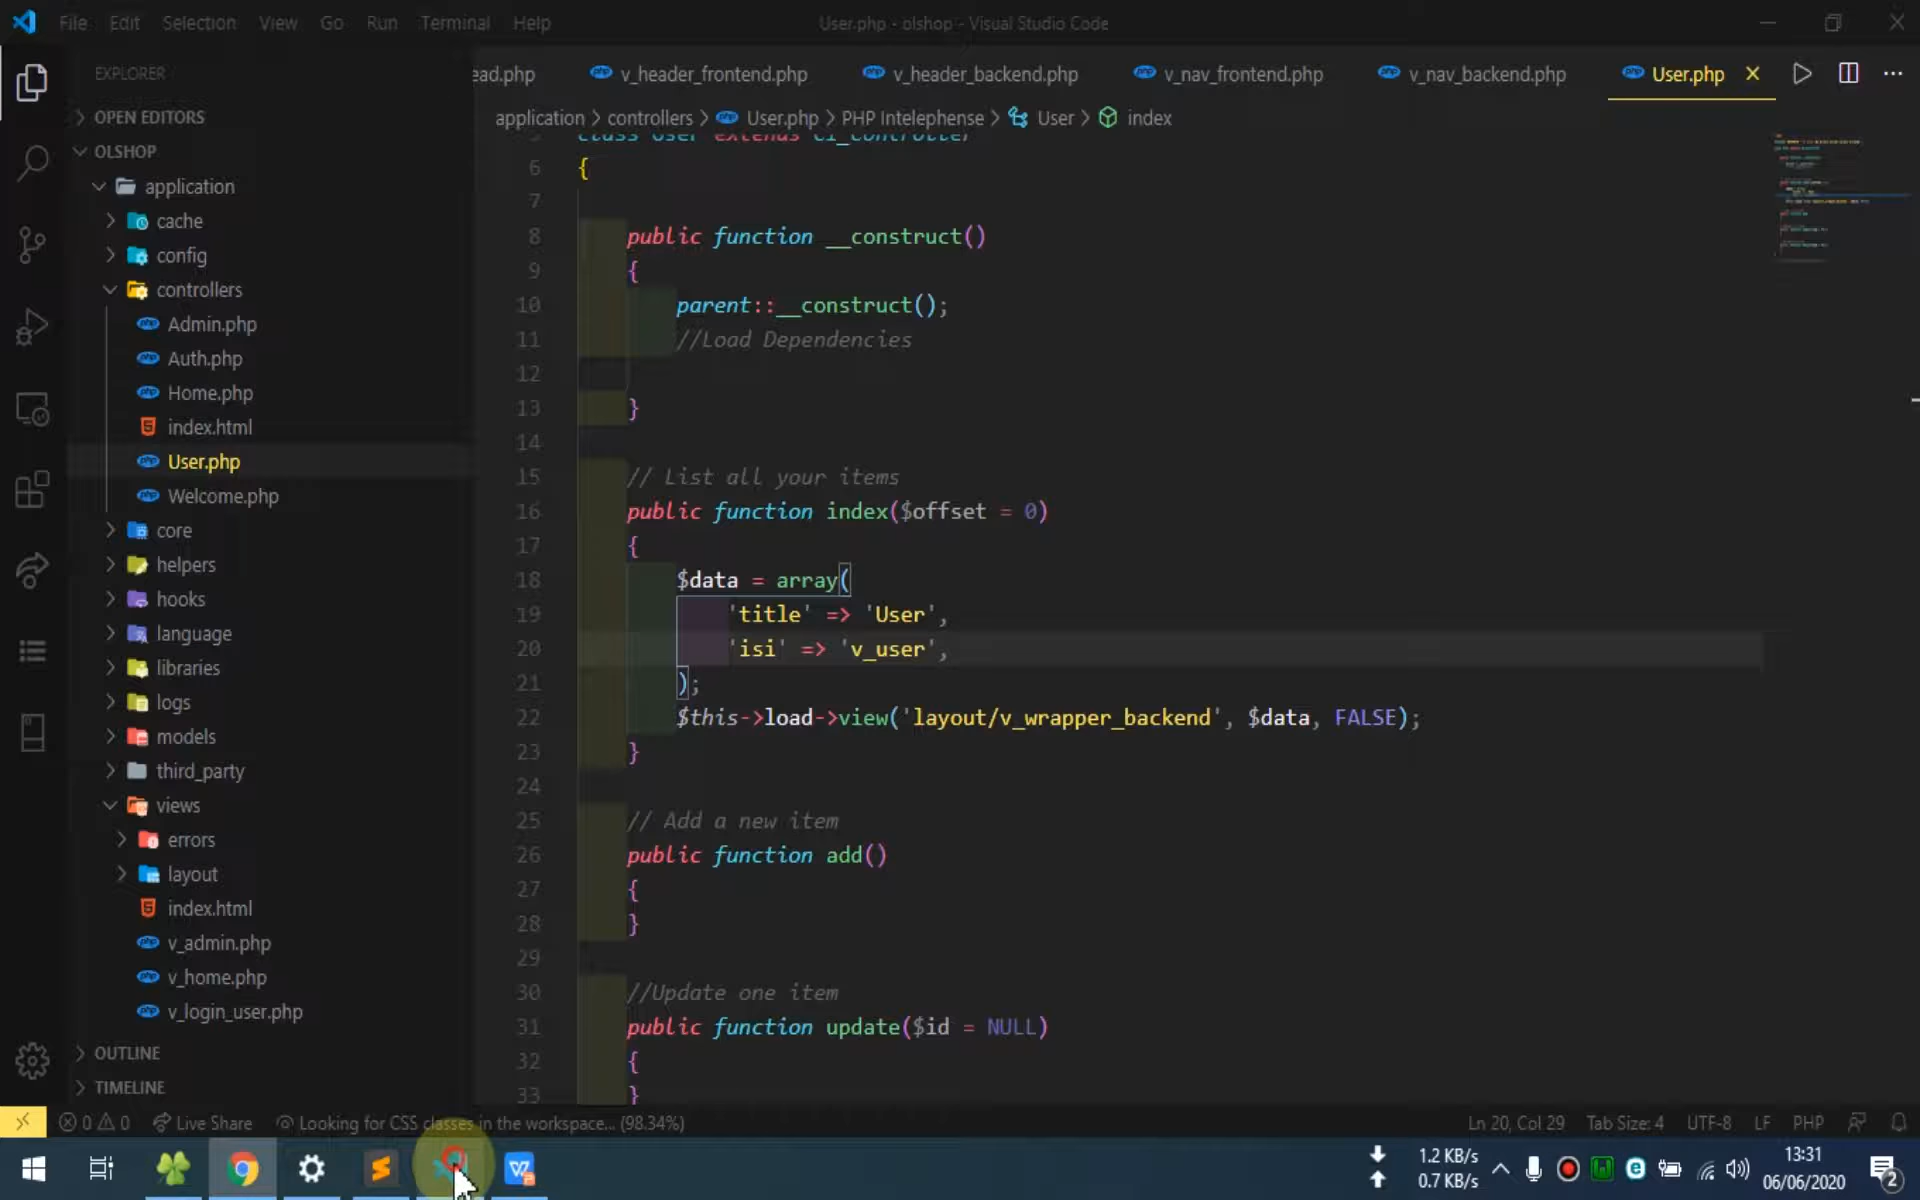 File Edit Selection View Go Run Terminal Help
User.php - olshop - Visual Studio Code
EXPLORER
ead.php v_header_frontend.php v_header_backend.php v_nav_frontend.php v_nav_backend.php User.php
OPEN EDITORS
application > controllers > User.php > PHP Intelephense > User > index
OLSHOP
application
cache
config
controllers
Admin.php
Auth.php
Home.php
index.html
User.php
Welcome.php
core
helpers
hooks
language
libraries
logs
models
third_party
views
errors
layout
index.html
v_admin.php
v_home.php
v_login_user.php
OUTLINE
TIMELINE
class User extends CI_Controller
6 {
7
8 public function __construct()
9 {
10 parent::__construct();
11 //Load Dependencies
12
13 }
14
15 // List all your items
16 public function index($offset = 0)
17 {
18 $data = array(
19 'title' => 'User',
20 'isi' => 'v_user',
21 );
22 $this->load->view('layout/v_wrapper_backend', $data, FALSE);
23 }
24
25 // Add a new item
26 public function add()
27 {
28 }
29
30 //Update one item
31 public function update($id = NULL)
32 {
33 }
0 0 Live Share Looking for CSS classes in the workspace... (98.34%) Ln 20, Col 29 Tab Size: 4 UTF-8 LF PHP
1.2 KB/s
0.7 KB/s
13:31
06/06/2020
2